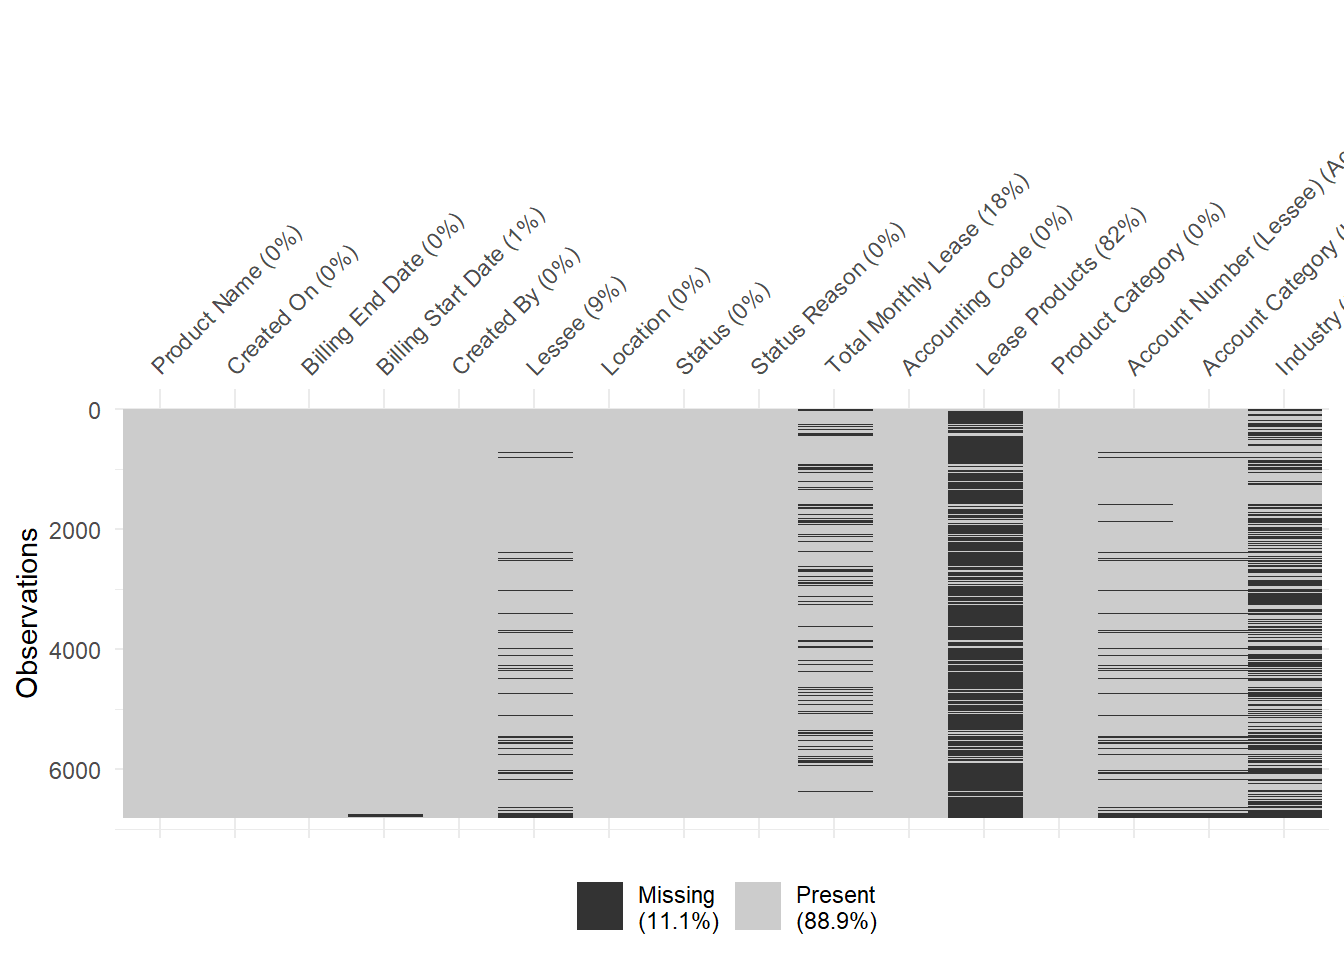 Product Name (0%)
Created On (0%)
Billing End Date (0%)
Billing Start Date (1%)
Created By (0%)
Lessee (9%)
Location (0%)
Status (0%)
Status Reason (0%)
Total Monthly Lease (18%)
Accounting Code (0%)
Lease Products (82%)
Product Category (0%)
Account Number (Lessee) (Ac
Account Category (
Industry (
0
2000
4000
6000
Observations
Missing
(11.1%)
Present
(88.9%)